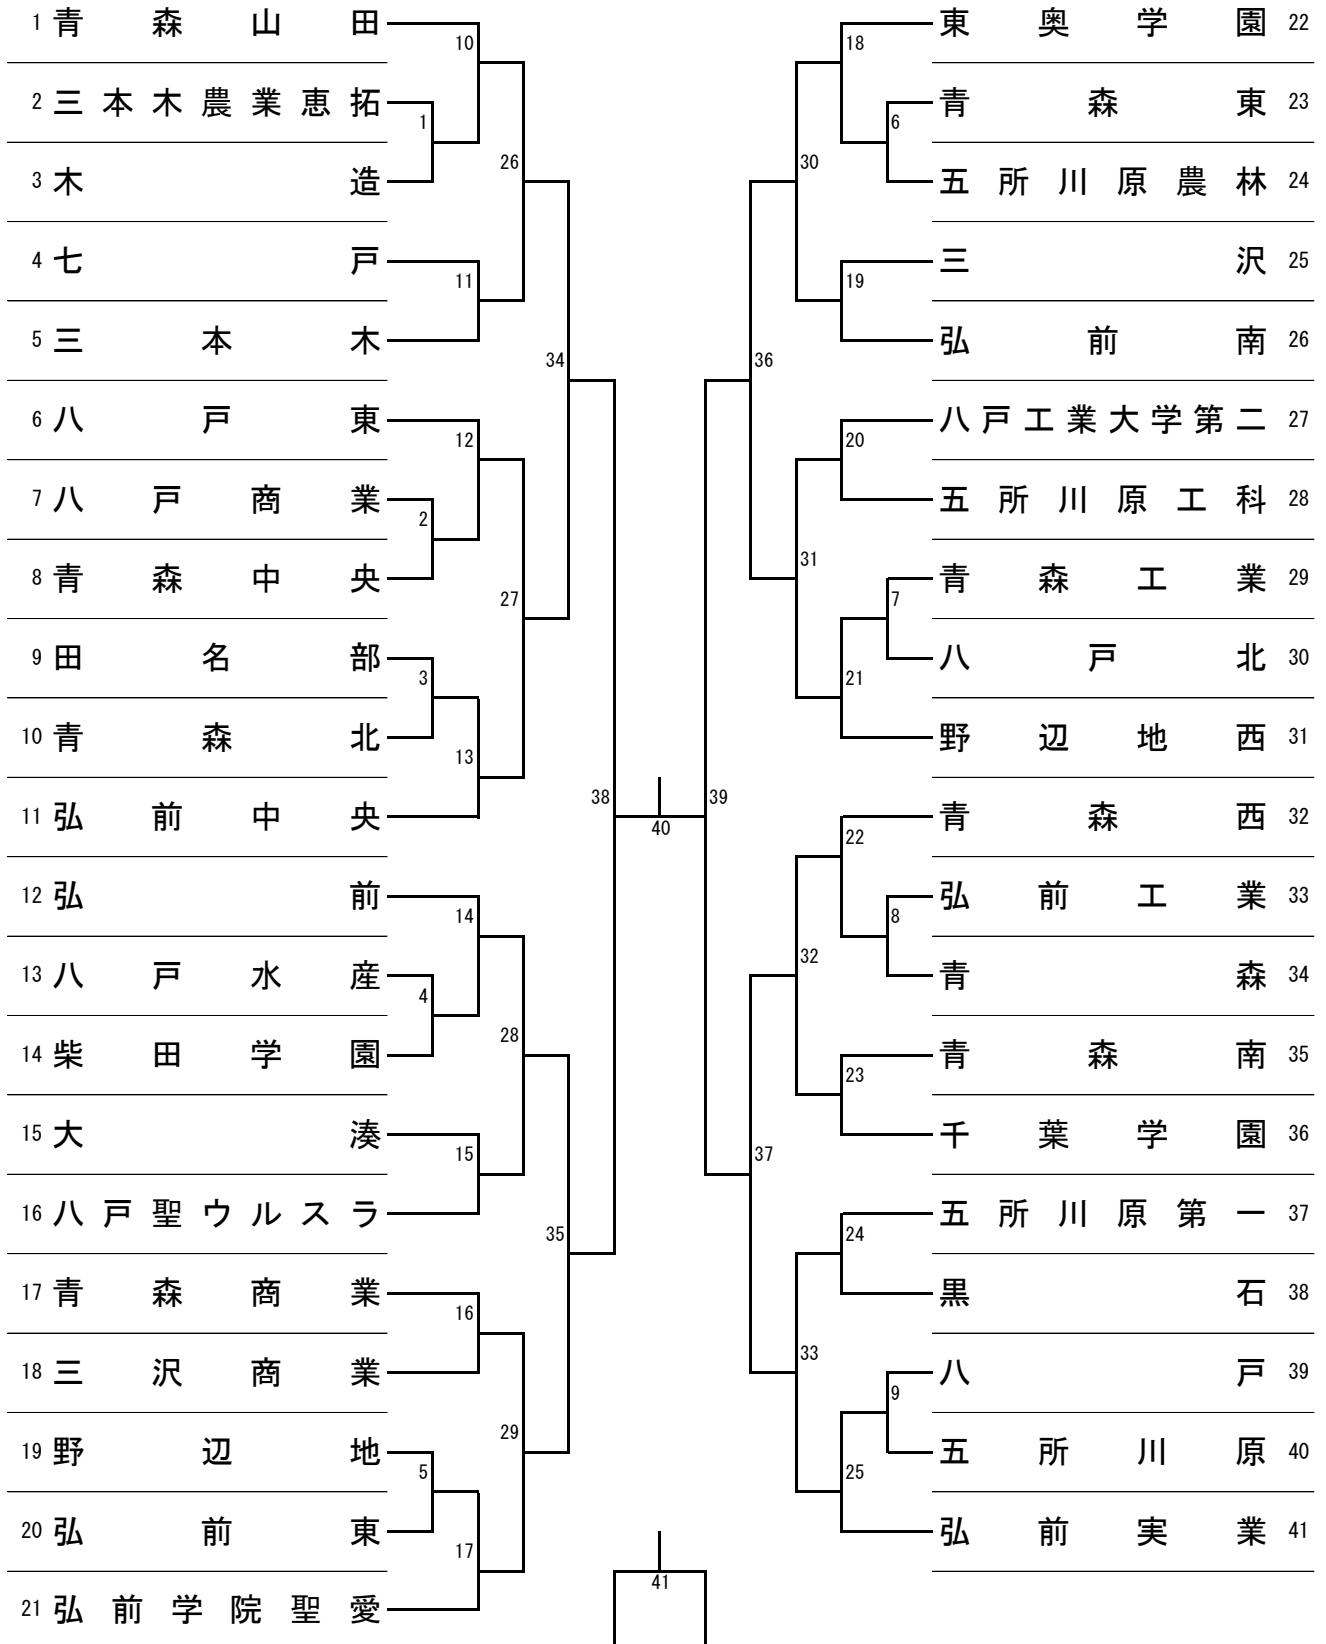 1 青森山田
2 三本木農業恵拓
3 木造
4 七戸
5 三本木
6 八戸東
7 八戸商業
8 青森中央
9 田名部
10 青森北
11 弘前中央
12 弘前
13 八戸水産
14 柴田学園
15 大湊
16 八戸聖ウルスラ
17 青森商業
18 三沢商業
19 野辺地
20 弘前東
21 弘前学院聖愛
1
2
3
4
5
10
11
12
13
14
15
16
17
26
27
28
29
34
35
38
40
41
39
36
37
30
31
32
33
18
19
20
21
22
23
24
25
6
7
8
9
東奥学園 22
青森東 23
五所川原農林 24
三沢 25
弘前南 26
八戸工業大学第二 27
五所川原工科 28
青森工業 29
八戸北 30
野辺地西 31
青森西 32
弘前工業 33
青森 34
青森南 35
千葉学園 36
五所川原第一 37
黒石 38
八戸 39
五所川原 40
弘前実業 41